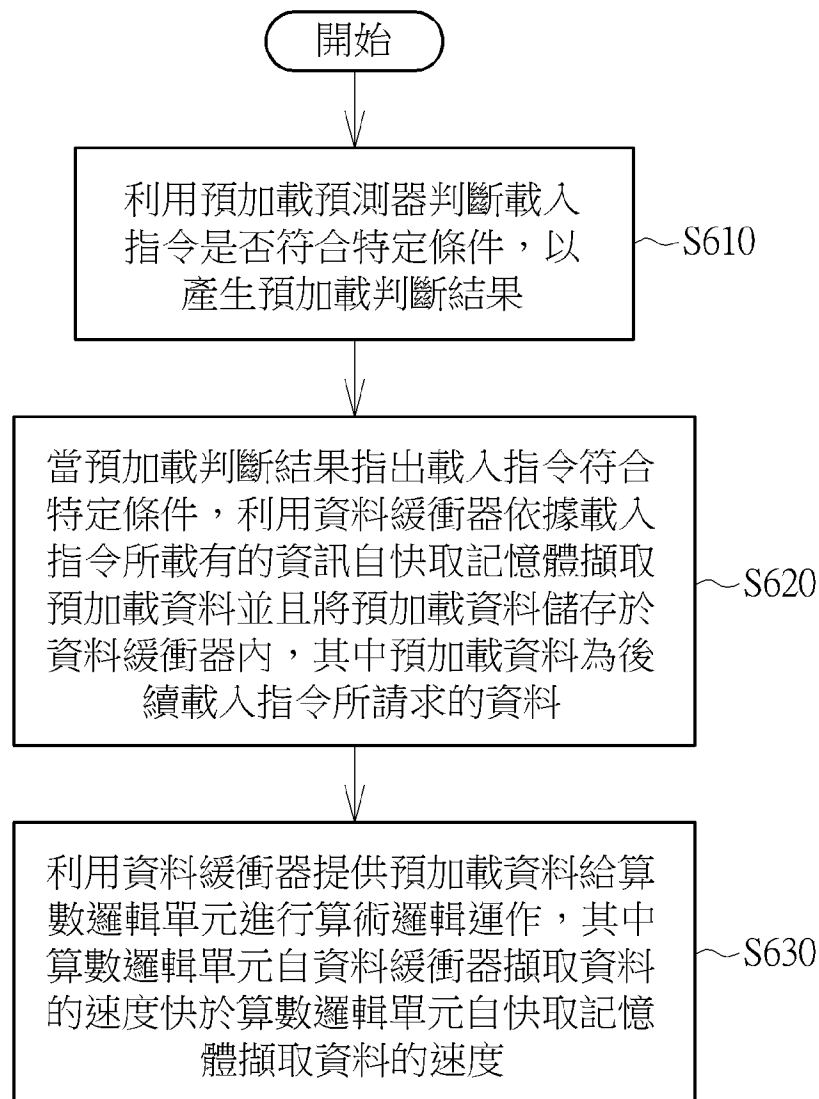 開始
利用預加載預測器判斷載入
指令是否符合特定條件，以
產生預加載判斷結果
S610
當預加載判斷結果指出載入指令符合
特定條件，利用資料緩衝器依據載入
指令所載有的資訊自快取記憶體擷取
預加載資料並且將預加載資料儲存於
資料緩衝器內，其中預加載資料為後
續載入指令所請求的資料
S620
利用資料緩衝器提供預加載資料給算
數邏輯單元進行算術邏輯運作，其中
算數邏輯單元自資料緩衝器擷取資料
的速度快於算數邏輯單元自快取記憶
體擷取資料的速度
S630